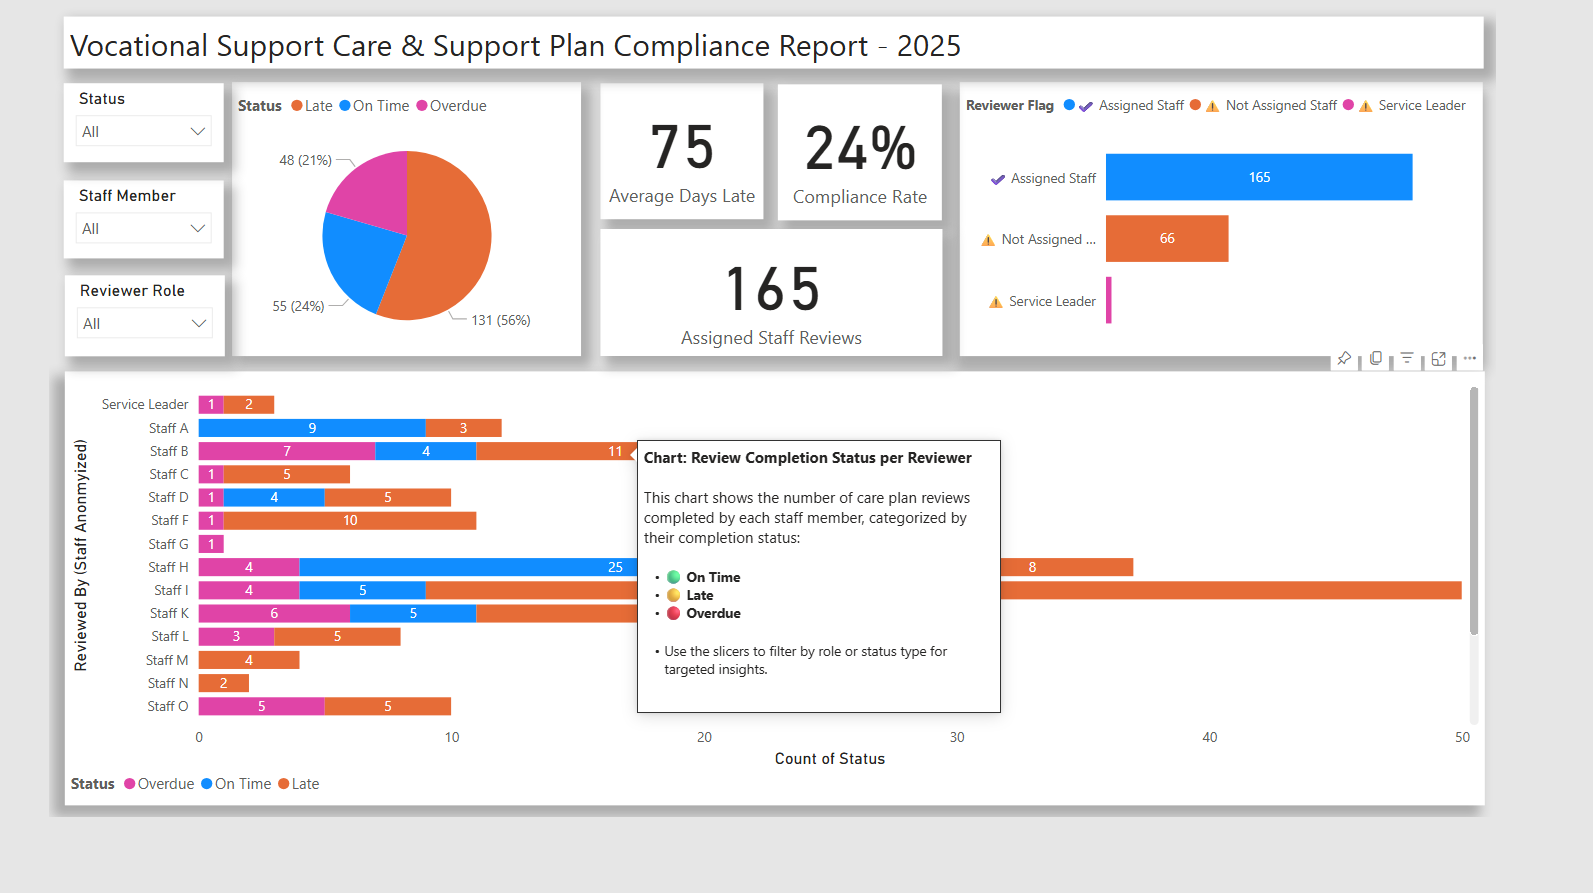 Vocational Support Care & Support Plan Compliance Report - 2025
Status
All
Staff Member
All
Reviewer Role
All
Status Late On Time Overdue
48 (21%)
55 (24%)
131 (56%)
75
Average Days Late
24%
Compliance Rate
165
Assigned Staff Reviews
Reviewer Flag Assigned Staff Not Assigned Staff Service Leader
Assigned Staff 165
Not Assigned ... 66
Service Leader
Reviewed By (Staff Anonmyized)
Service Leader 1 2
Staff A 9 3
Staff B 7 4 11
Staff C 1 5
Staff D 1 4 5
Staff F 1 10
Staff G 1
Staff H 4 25 8
Staff I 4 5
Staff K 6 5
Staff L 3 5
Staff M 4
Staff N 2
Staff O 5 5
0 10 20 30 40 50
Count of Status
Status Overdue On Time Late
Chart: Review Completion Status per Reviewer
This chart shows the number of care plan reviews
completed by each staff member, categorized by
their completion status:
• On Time
• Late
• Overdue
• Use the slicers to filter by role or status type for
targeted insights.